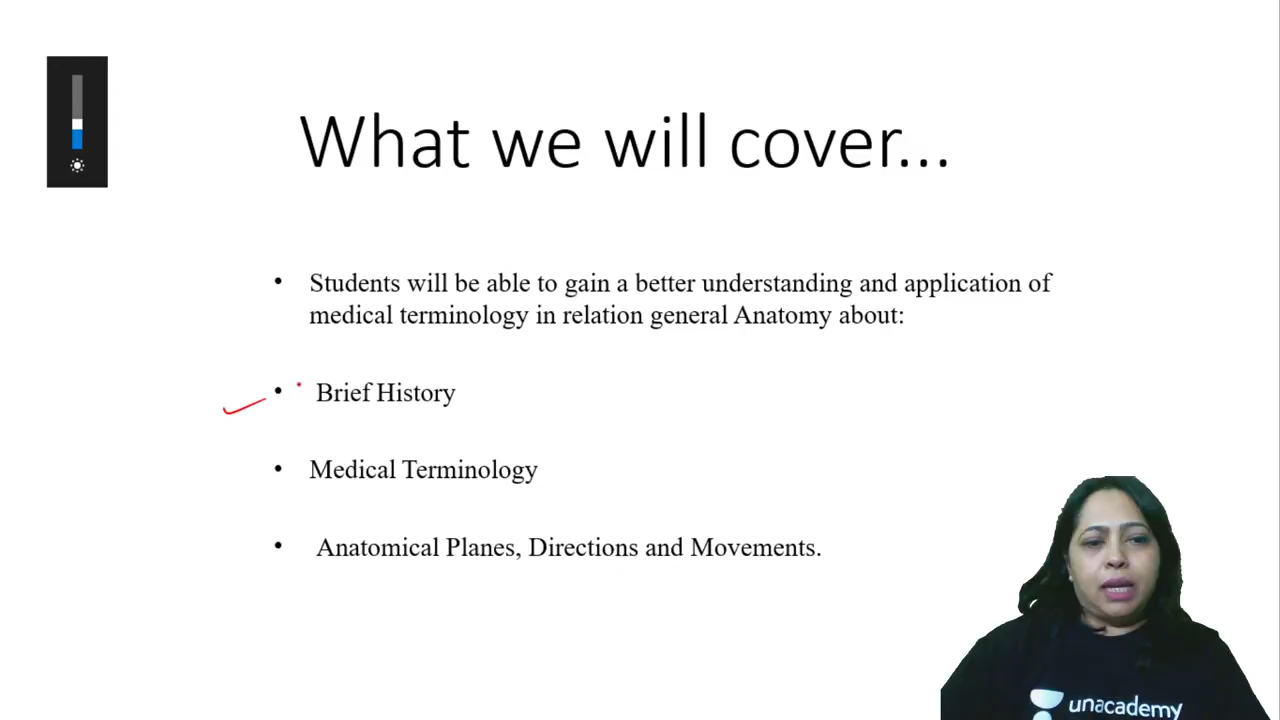 What we will cover...
• Students will be able to gain a better understanding and application of
medical terminology in relation general Anatomy about:
• Brief History
• Medical Terminology
• Anatomical Planes, Directions and Movements.
unacademy